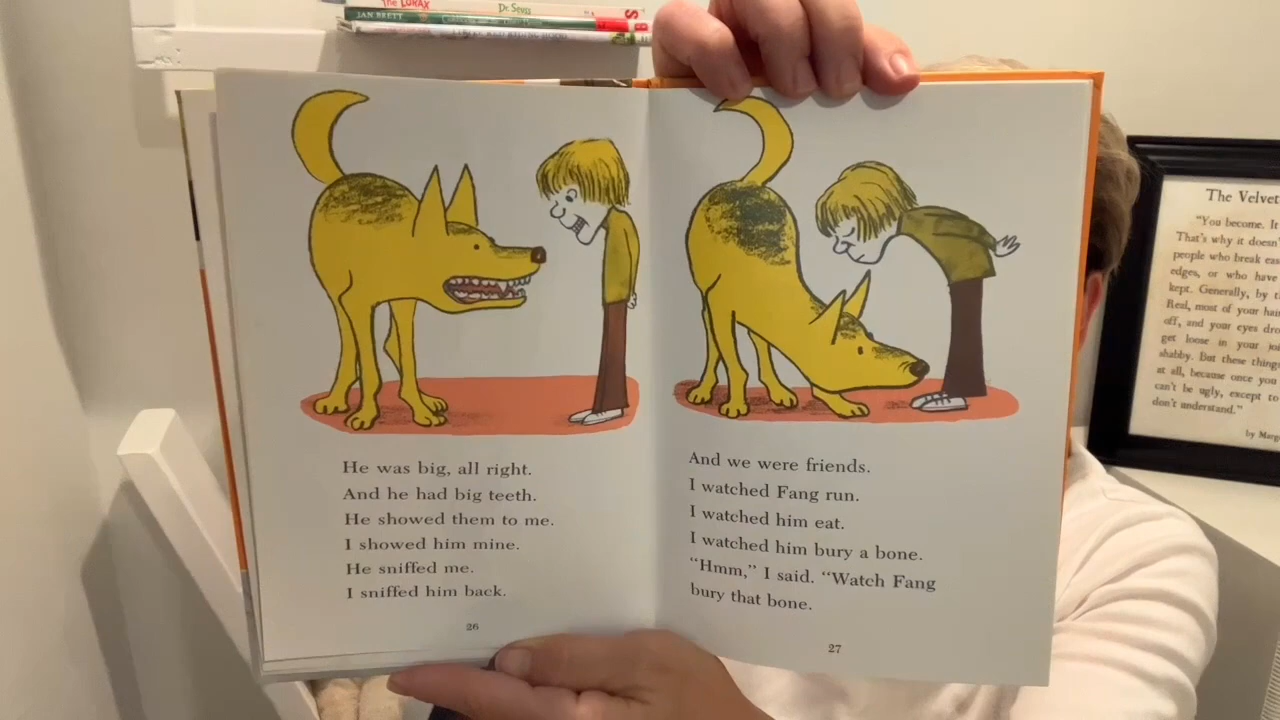 The LORAX Dr. Seuss
JAN BRETT
He was big, all right.
And he had big teeth.
He showed them to me.
I showed him mine.
He sniffed me.
I sniffed him back.
26
And we were friends.
I watched Fang run.
I watched him eat.
I watched him bury a bone.
“Hmm,” I said. “Watch Fang
bury that bone.
27
The Velvet
“You become. It
That’s why it doesn
people who break eas
edges, or who have
kept. Generally, by t
Real, most of your hai
off, and your eyes dro
get loose in your joi
shabby. But these thing
at all, because once you
can’t be ugly, except to
don’t understand.”
by Marg